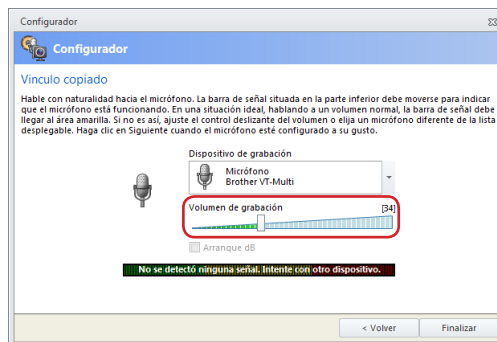 Configurador
Configurador
Vinculo copiado
Hable con naturalidad hacia el micrófono. La barra de señal situada en la parte inferior debe moverse para indicar
que el micrófono está funcionando. En una situación ideal, hablando a un volumen normal, la barra de señal debe
llegar al área amarilla. Si no es así, ajuste el control deslizante del volumen o elija un micrófono diferente de la lista
desplegable. Haga clic en Siguiente cuando el micrófono esté configurado a su gusto.
Dispositivo de grabación
Micrófono
Brother VT-Multi
Volumen de grabación [34]
Arranque dB
No se detectó ninguna señal. Intente con otro dispositivo.
< Volver Finalizar